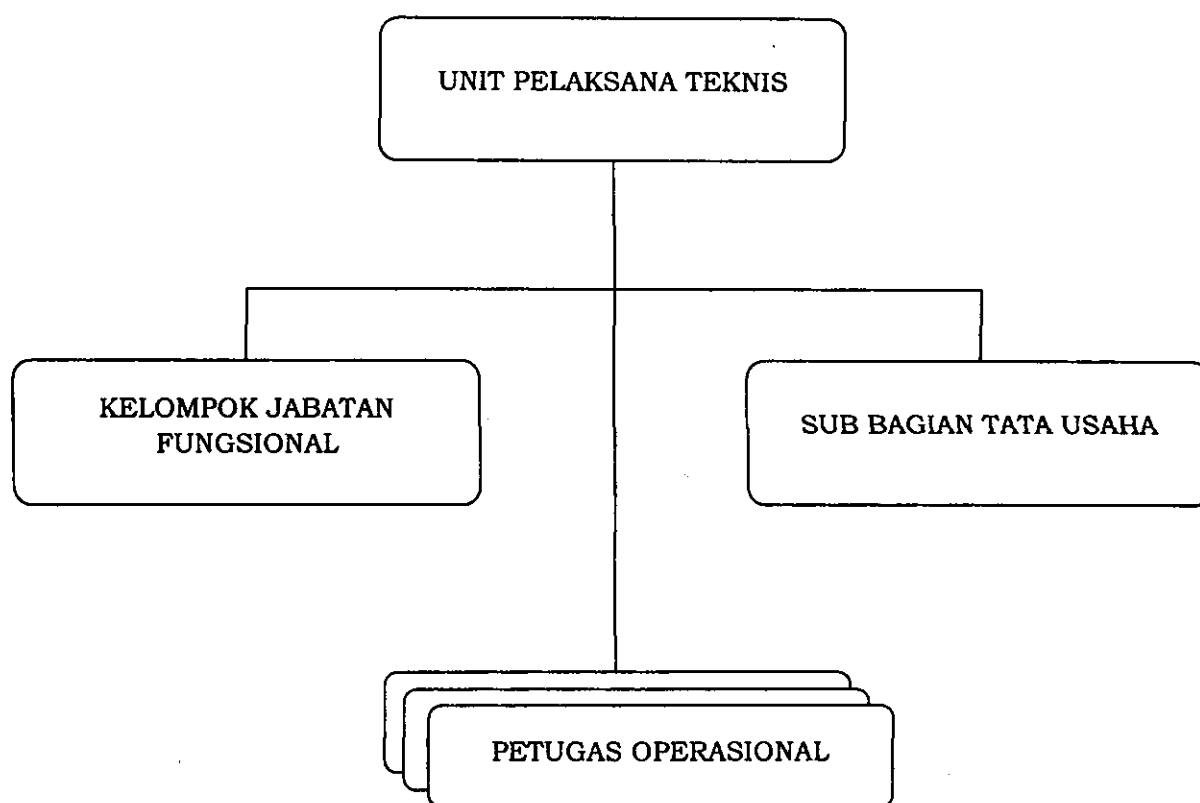 UNIT PELAKSANA TEKNIS
KELOMPOK JABATAN
FUNGSIONAL
SUB BAGIAN TATA USAHA
PETUGAS OPERASIONAL